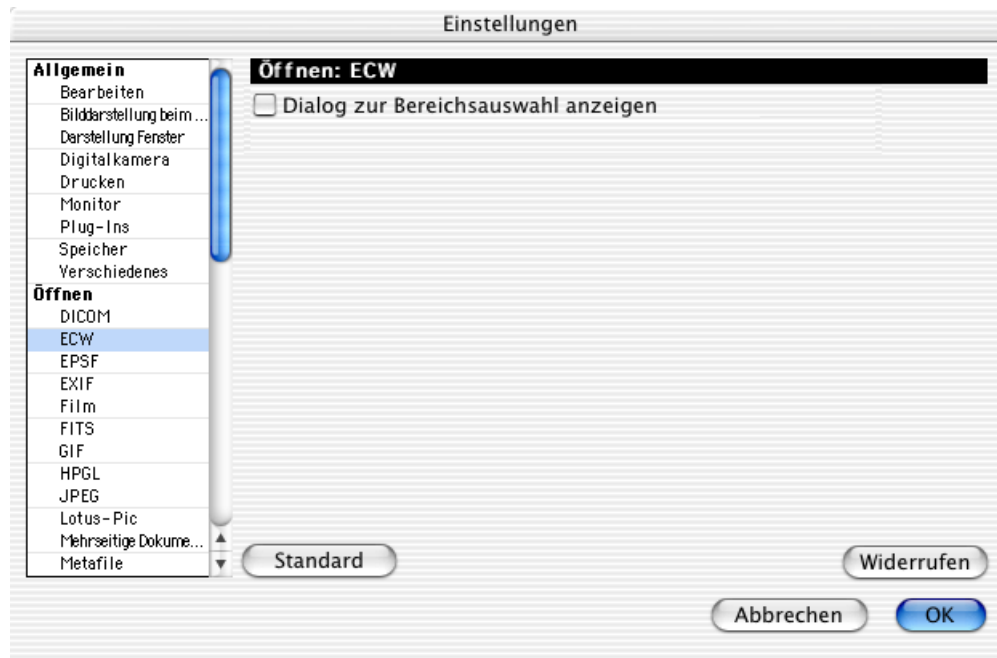 Einstellungen
Allgemein
Bearbeiten
Bilddarstellung beim ...
Darstellung Fenster
Digitalkamera
Drucken
Monitor
Plug-Ins
Speicher
Verschiedenes
Öffnen
DICOM
ECW
EPSF
EXIF
Film
FITS
GIF
HPGL
JPEG
Lotus-Pic
Mehrseitige Dokume...
Metafile
Öffnen: ECW
Dialog zur Bereichsauswahl anzeigen
Standard
Widerrufen
Abbrechen
OK